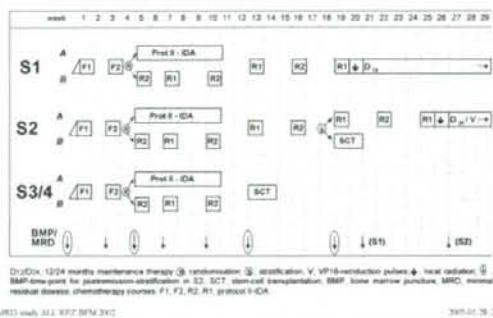 week 1 2 3 4 5 6 7 8 9 10 11 12 13 14 15 16 17 18 19 20 21 22 23 24 25 26 27 28 29
A Prot II - IDA
S1 F1 F2 R1 R2 R1 D
B R2 R1 R2
A Prot II - IDA R1 R2 R1 D / V
S2 F1 F2 R1 R2
B R2 R1 R2 SCT
A Prot II - IDA
S3/4 F1 F2 SCT
B R2 R1 R2
BMP/
MRD (S1) (S2)
D12/D24, 12/24 months maintenance therapy randomisation, stratification, V, VP16-reinduction pulses, local radiation,
BMP-time-point for postremission-stratification in S2, SCT, stem-cell transplantation, BMP, bone marrow puncture, MRD, minimal
residual disease, chemotherapy courses: F1, F2, R2, R1, protocol II-IDA
study ALL REZ BFM 2002